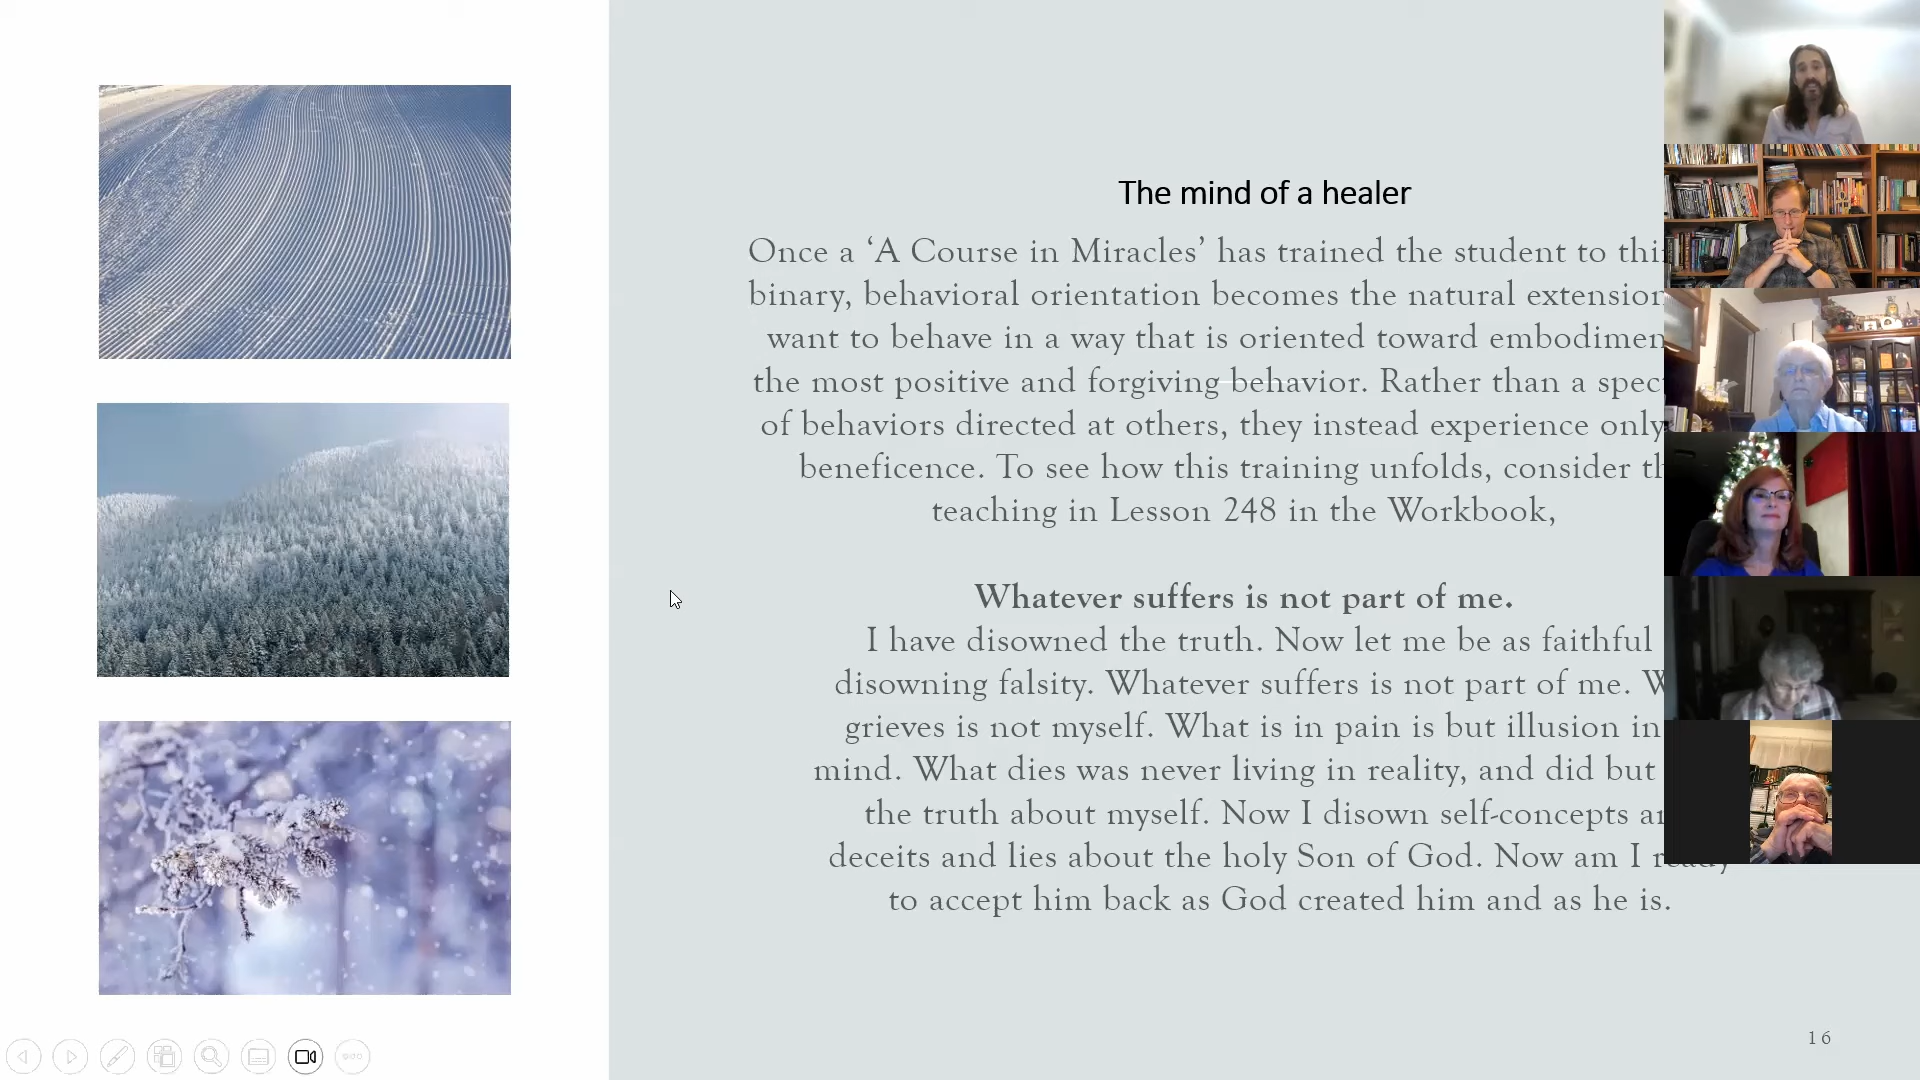 The mind of a healer
Once a ‘A Course in Miracles’ has trained the student to
binary, behavioral orientation becomes the natural extension
want to behave in a way that is oriented toward
the most positive and forgiving behavior. Rather than a
of behaviors directed at others, they instead experience only
beneficence. To see how this training unfolds, consider
teaching in Lesson 248 in the Workbook,
Whatever suffers is not part of me.
I have disowned the truth. Now let me be as faithful
disowning falsity. Whatever suffers is not part of me.
grieves is not myself. What is in pain is but illusion in
mind. What dies was never living in reality, and did but
the truth about myself. Now I disown self-concepts
deceits and lies about the holy Son of God. Now am I ready
to accept him back as God created him and as he is.
16